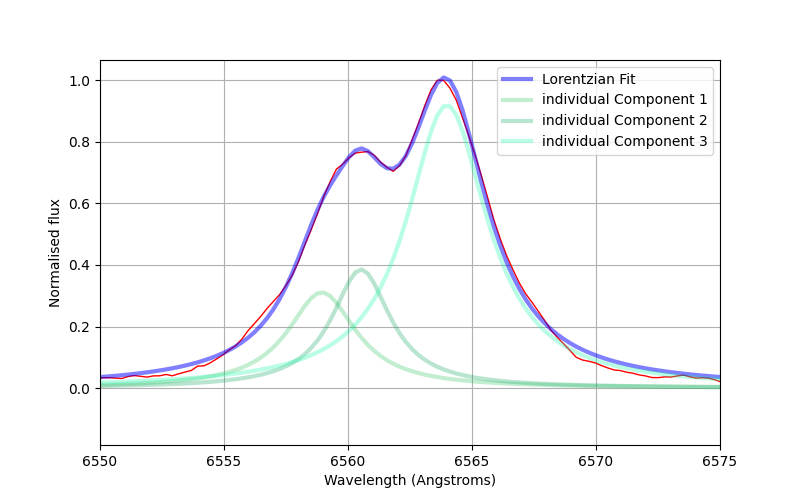 Lorentzian Fit
individual Component 1
individual Component 2
individual Component 3
1.0
0.8
0.6
0.4
0.2
0.0
Normalised flux
6550 6555 6560 6565 6570 6575
Wavelength (Angstroms)